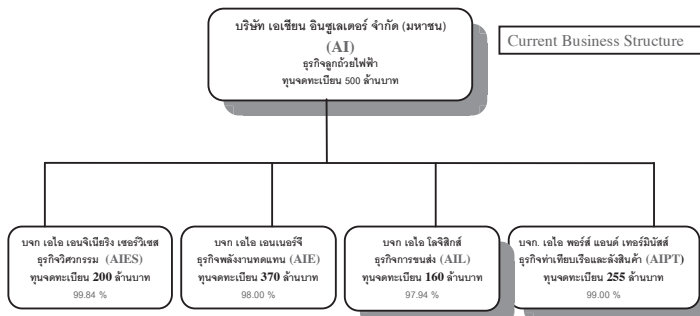 บริษัท เอเชียน อินซูเลเตอร์ จำกัด (มหาชน)
(AI)
ธุรกิจลูกถ้วยไฟฟ้า
ทุนจดทะเบียน 500 ล้านบาท
Current Business Structure
บจก เอไอ เอนจิเนียริง เซอร์วิเซส
ธุรกิจวิศวกรรม (AIES)
ทุนจดทะเบียน 200 ล้านบาท
99.84 %
บจก เอไอ เอนเนอร์จี
ธุรกิจพลังงานทดแทน (AIE)
ทุนจดทะเบียน 370 ล้านบาท
98.00 %
บจก เอไอ โลจิสิกส์
ธุรกิจการขนส่ง (AIL)
ทุนจดทะเบียน 160 ล้านบาท
97.94 %
บจก. เอไอ พอร์ส แอนด์ เทอร์มินัสส์
ธุรกิจท่าเทียบเรือและลังสินค้า (AIPT)
ทุนจดทะเบียน 255 ล้านบาท
99.00 %